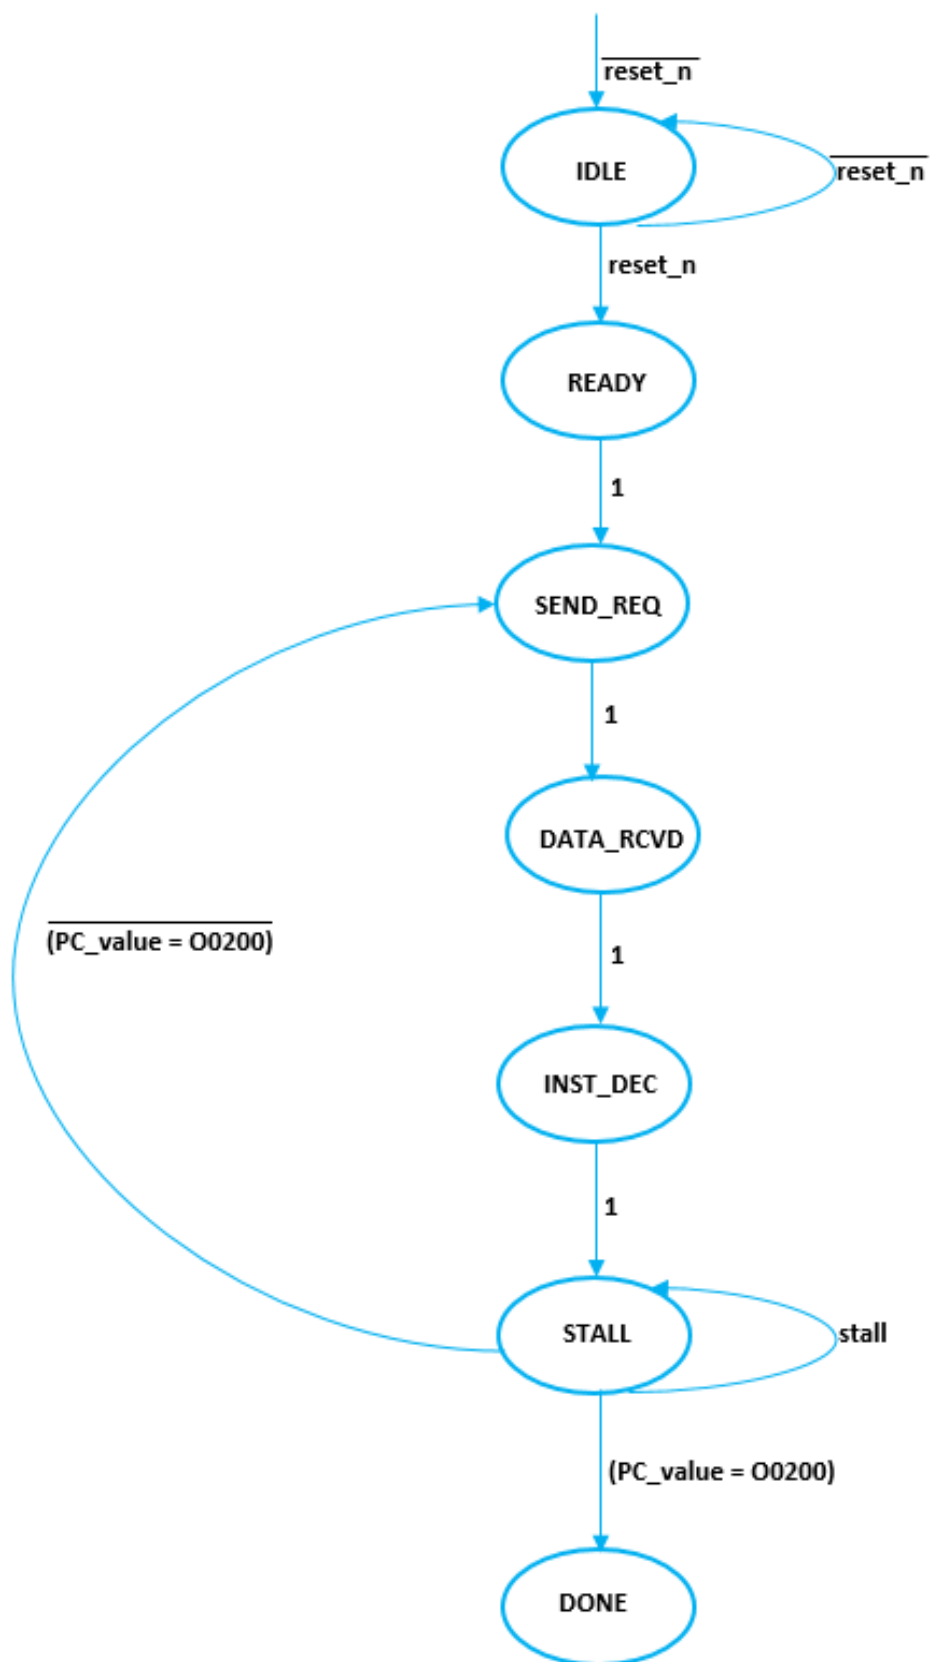 reset_n
IDLE
reset_n
reset_n
READY
1
SEND_REQ
1
DATA_RCVD
(PC_value = O0200)
1
INST_DEC
1
STALL
stall
(PC_value = O0200)
DONE